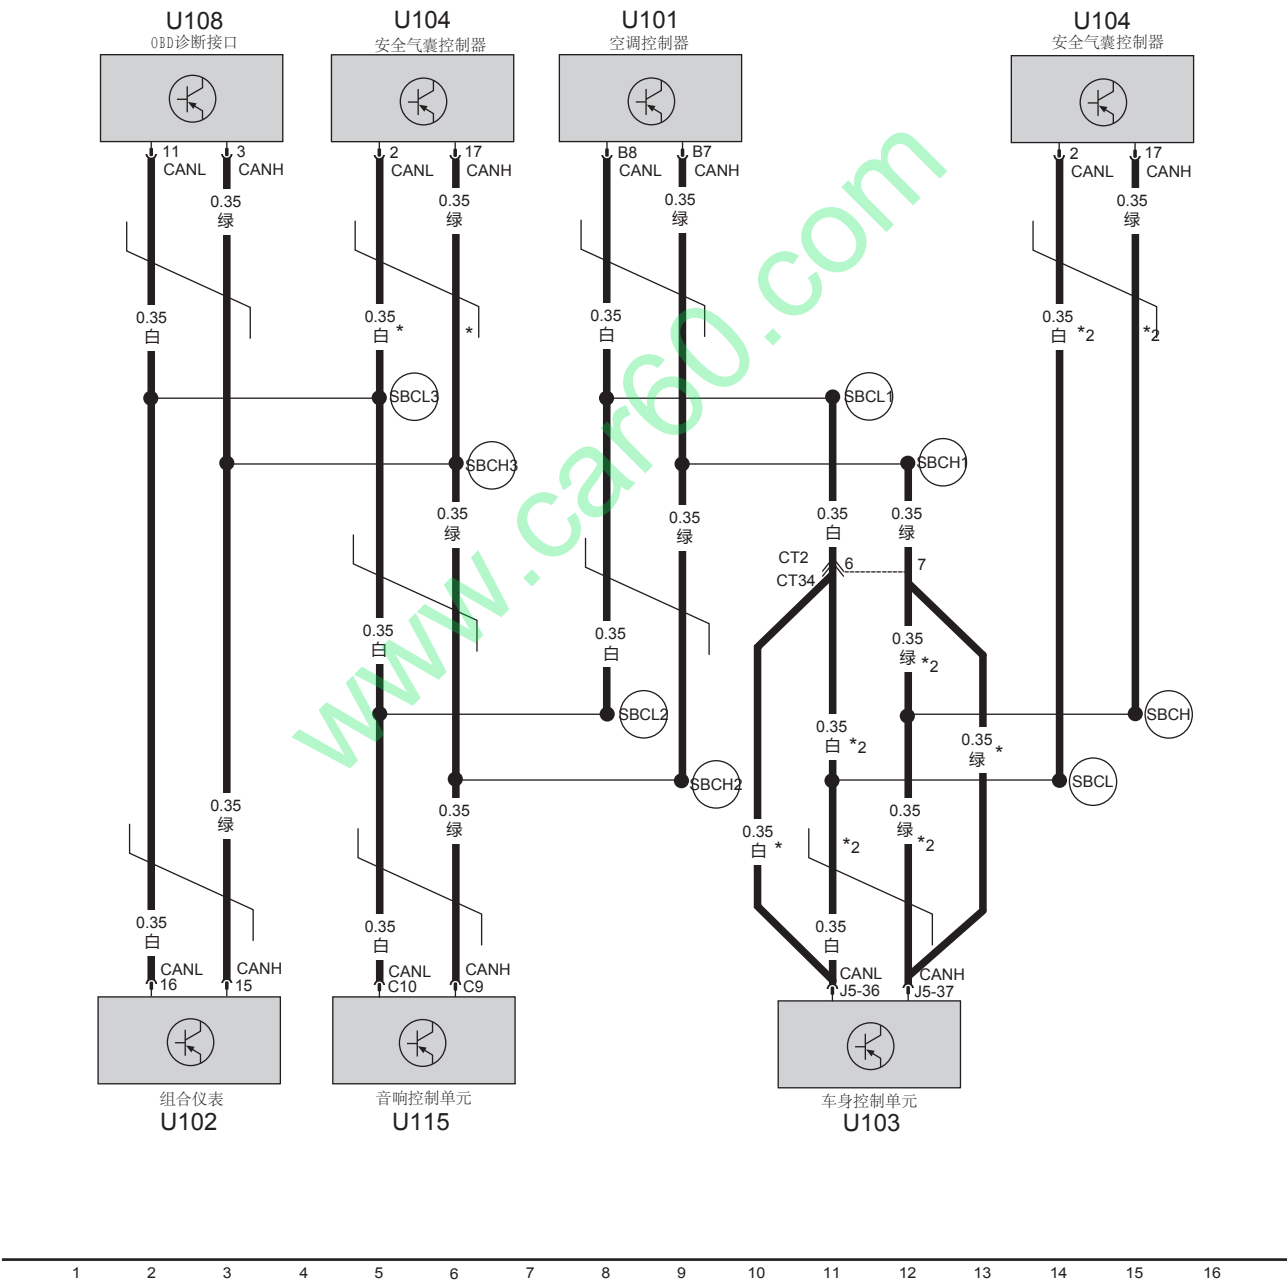 U108
OBD诊断接口
U104
安全气囊控制器
U101
空调控制器
U104
安全气囊控制器
11
CANL
3
CANH
2
CANL
17
CANH
B8
CANL
B7
CANH
2
CANL
17
CANH
0.35
绿
0.35
绿
0.35
绿
0.35
绿
0.35
白
0.35
白 *
*
0.35
白
0.35
白 *2
*2
SBCL3
SBCL1
SBCH3
SBCH1
0.35
绿
0.35
绿
0.35
白
0.35
绿
CT2
6
7
CT34
0.35
白
0.35
白
0.35
绿 *2
SBCL2
SBCH
0.35
白 *2
0.35
绿 *
SBCH2
SBCL
0.35
绿
0.35
绿
0.35
白 *
*2
0.35
绿 *2
0.35
白
0.35
白
0.35
白
CANL
16
CANH
15
CANL
C10
CANH
C9
CANL
J5-36
CANH
J5-37
组合仪表
U102
音响控制单元
U115
车身控制单元
U103
www.car60.com
1 2 3 4 5 6 7 8 9 10 11 12 13 14 15 16